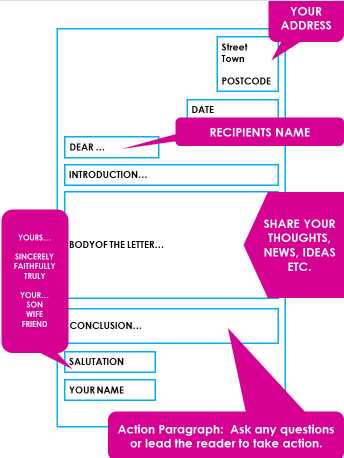 YOUR
ADDRESS
Street
Town
POSTCODE
DATE
RECIPIENTS NAME
DEAR ...
INTRODUCTION...
SHARE YOUR
THOUGHTS,
NEWS, IDEAS
ETC.
BODYOF THE LETTER...
YOURS...
SINCERELY
FAITHFULLY
TRULY
YOUR...
SON
WIFE
FRIEND
CONCLUSION...
SALUTATION
YOUR NAME
Action Paragraph: Ask any questions
or lead the reader to take action.